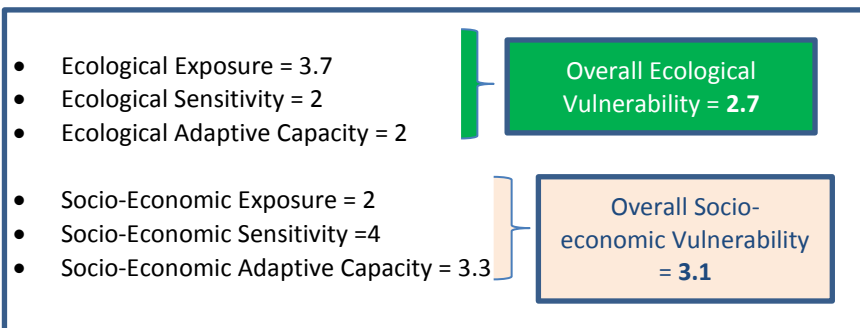 • Ecological Exposure = 3.7
• Ecological Sensitivity = 2
• Ecological Adaptive Capacity = 2
Overall Ecological
Vulnerability = 2.7
• Socio-Economic Exposure = 2
• Socio-Economic Sensitivity =4
• Socio-Economic Adaptive Capacity = 3.3
Overall Socio-
economic Vulnerability
= 3.1